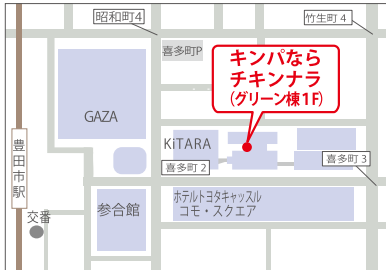 昭和町4
竹生町 4
喜多町P
キンパなら
チキンナラ
(グリーン棟1F)
GAZA
KiTARA
豊田市駅
喜多町 2
喜多町 3
ホテルトヨタキャッスル
コモ・スクエア
参合館
交番